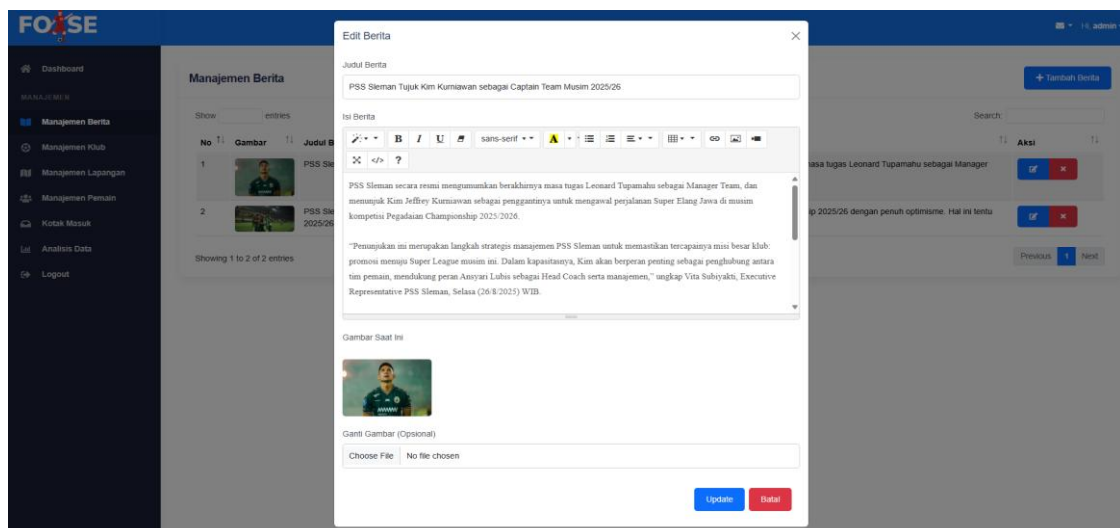 FOSSE
Hi, admin
Dashboard
MANAJEMEN
Manajemen Berita
Manajemen Klub
Manajemen Lapangan
Manajemen Pemain
Kotak Masuk
Analisis Data
Logout
Manajemen Berita
+ Tambah Berita
Show entries
Search:
No Gambar Judul B
Aksi
1 PSS Sle
masa tugas Leonard Tupamahu sebagai Manager
2 PSS Sle
2025/26
ip 2025/26 dengan penuh optimisme. Hal ini tentu
Showing 1 to 2 of 2 entries
Previous 1 Next
Edit Berita
Judul Berita
PSS Sleman Tujuk Kim Kurniawan sebagai Captain Team Musim 2025/26
Isi Berita
B I U sans-serif A
</> ?
PSS Sleman secara resmi mengumumkan berakhirnya masa tugas Leonard Tupamahu sebagai Manager Team, dan
menunjuk Kim Jeffrey Kurniawan sebagai penggantinya untuk mengawal perjalanan Super Elang Jawa di musim
kompetisi Pegadaian Championship 2025/2026.
"Penunjukan ini merupakan langkah strategis manajemen PSS Sleman untuk memastikan tercapainya misi besar klub:
promosi menuju Super League musim ini. Dalam kapasitasnya, Kim akan berperan penting sebagai penghubung antara
tim pemain, mendukung peran Ansyari Lubis sebagai Head Coach serta manajemen," ungkap Vita Subiyakti, Executive
Representative PSS Sleman, Selasa (26/8/2025) WIB.
Gambar Saat Ini
Ganti Gambar (Opsional)
Choose File No file chosen
Update Batal